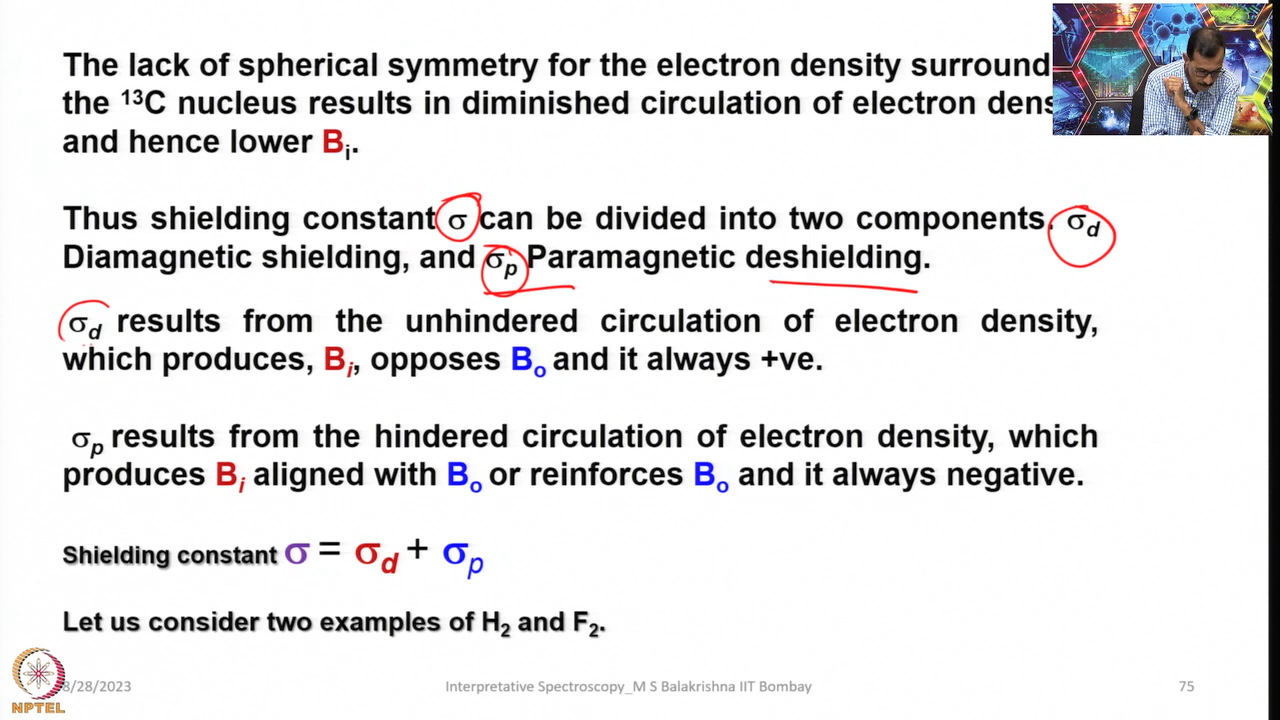 The lack of spherical symmetry for the electron density surround
the ¹³C nucleus results in diminished circulation of electron dens
and hence lower Bᵢ.
Thus shielding constant σ can be divided into two components. σd
Diamagnetic shielding, and σp Paramagnetic deshielding.
σd results from the unhindered circulation of electron density,
which produces, Bi, opposes Bo and it always +ve.
σp results from the hindered circulation of electron density, which
produces Bi aligned with Bo or reinforces Bo and it always negative.
Shielding constant σ = σd + σp
Let us consider two examples of H₂ and F₂.
8/28/2023
Interpretative Spectroscopy_M S Balakrishna IIT Bombay
75
NPTEL